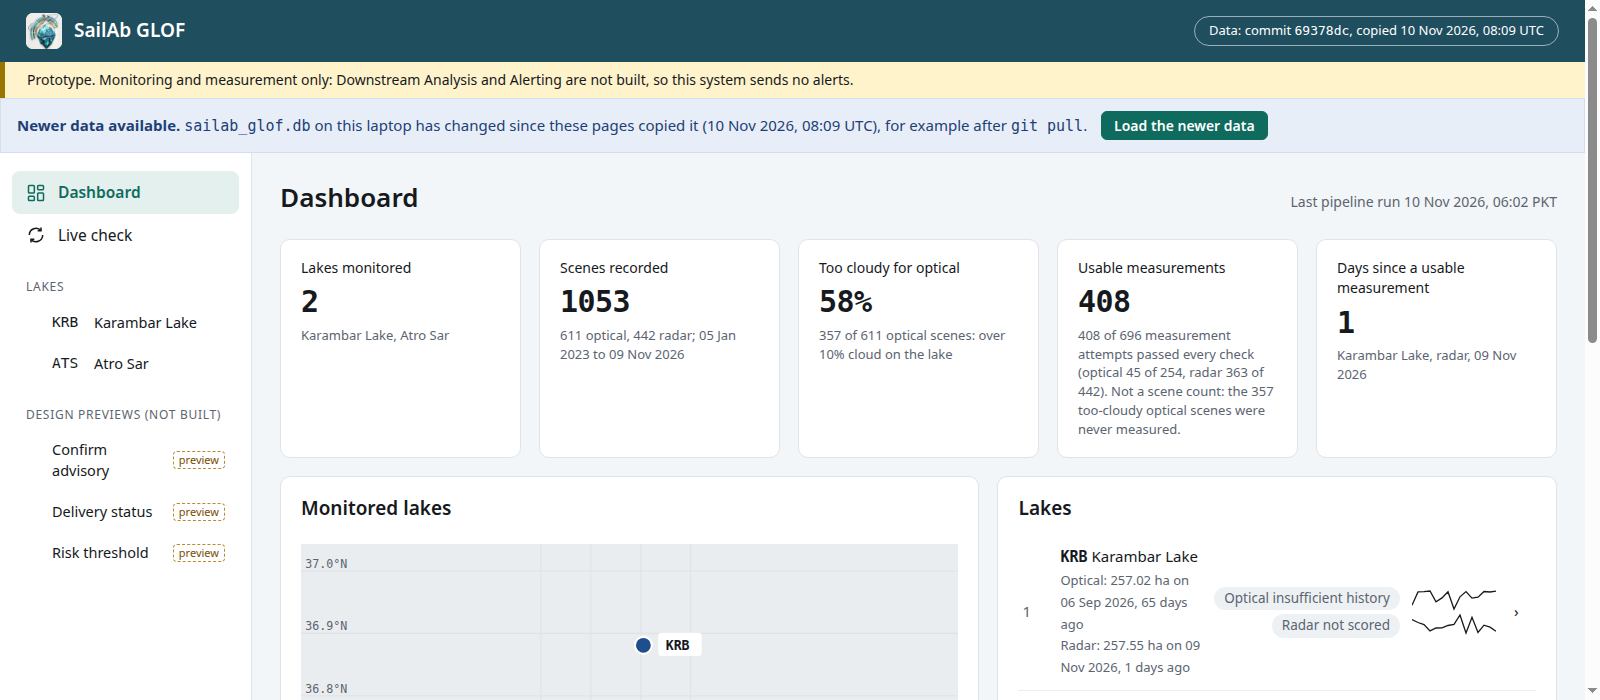 SailAb GLOF
Data: commit 69378dc, copied 10 Nov 2026, 08:09 UTC
Prototype. Monitoring and measurement only: Downstream Analysis and Alerting are not built, so this system sends no alerts.
Newer data available. sailab_glof.db on this laptop has changed since these pages copied it (10 Nov 2026, 08:09 UTC), for example after git pull.
Load the newer data
Dashboard
Live check
LAKES
KRB Karambar Lake
ATS Atro Sar
DESIGN PREVIEWS (NOT BUILT)
Confirm
advisory
preview
Delivery status preview
Risk threshold preview
Dashboard
Last pipeline run 10 Nov 2026, 06:02 PKT
Lakes monitored
2
Karambar Lake, Atro Sar
Scenes recorded
1053
611 optical, 442 radar; 05 Jan
2023 to 09 Nov 2026
Too cloudy for optical
58%
357 of 611 optical scenes: over
10% cloud on the lake
Usable measurements
408
408 of 696 measurement
attempts passed every check
(optical 45 of 254, radar 363 of
442). Not a scene count: the 357
too-cloudy optical scenes were
never measured.
Days since a usable
measurement
1
Karambar Lake, radar, 09 Nov
2026
Monitored lakes
37.0°N
36.9°N
KRB
36.8°N
Lakes
1
KRB Karambar Lake
Optical: 257.02 ha on
06 Sep 2026, 65 days
ago
Radar: 257.55 ha on 09
Nov 2026, 1 days ago
Optical insufficient history
Radar not scored
›